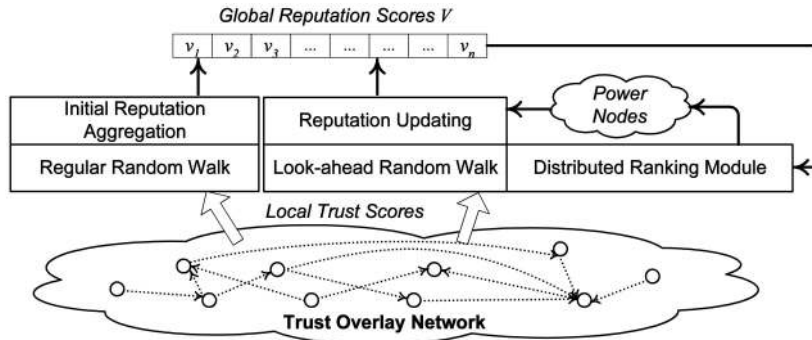 Global Reputation Scores V
v1 v2 v3 ... ... ... ... vn
Initial Reputation
Aggregation
Reputation Updating
Power
Nodes
Regular Random Walk
Look-ahead Random Walk
Distributed Ranking Module
Local Trust Scores
Trust Overlay Network